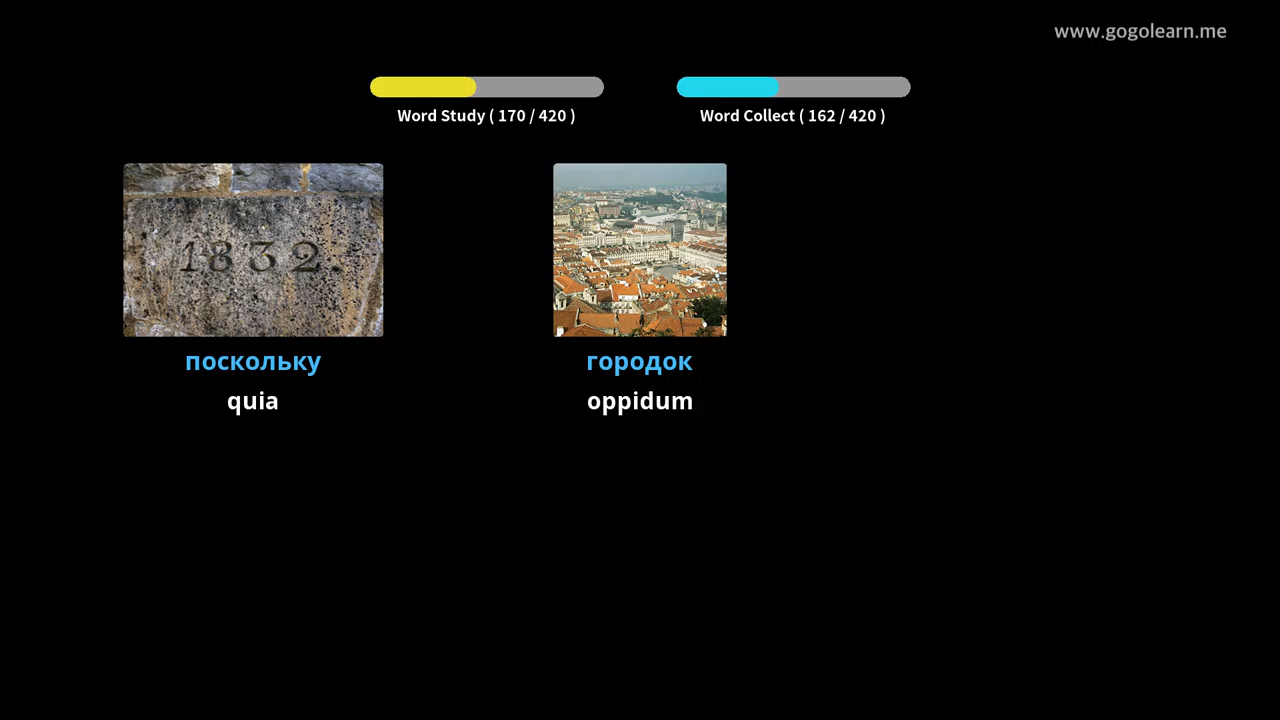 www.gogolearn.me
Word Study ( 170 / 420 )
Word Collect ( 162 / 420 )
1832.
поскольку
городок
quia
oppidum